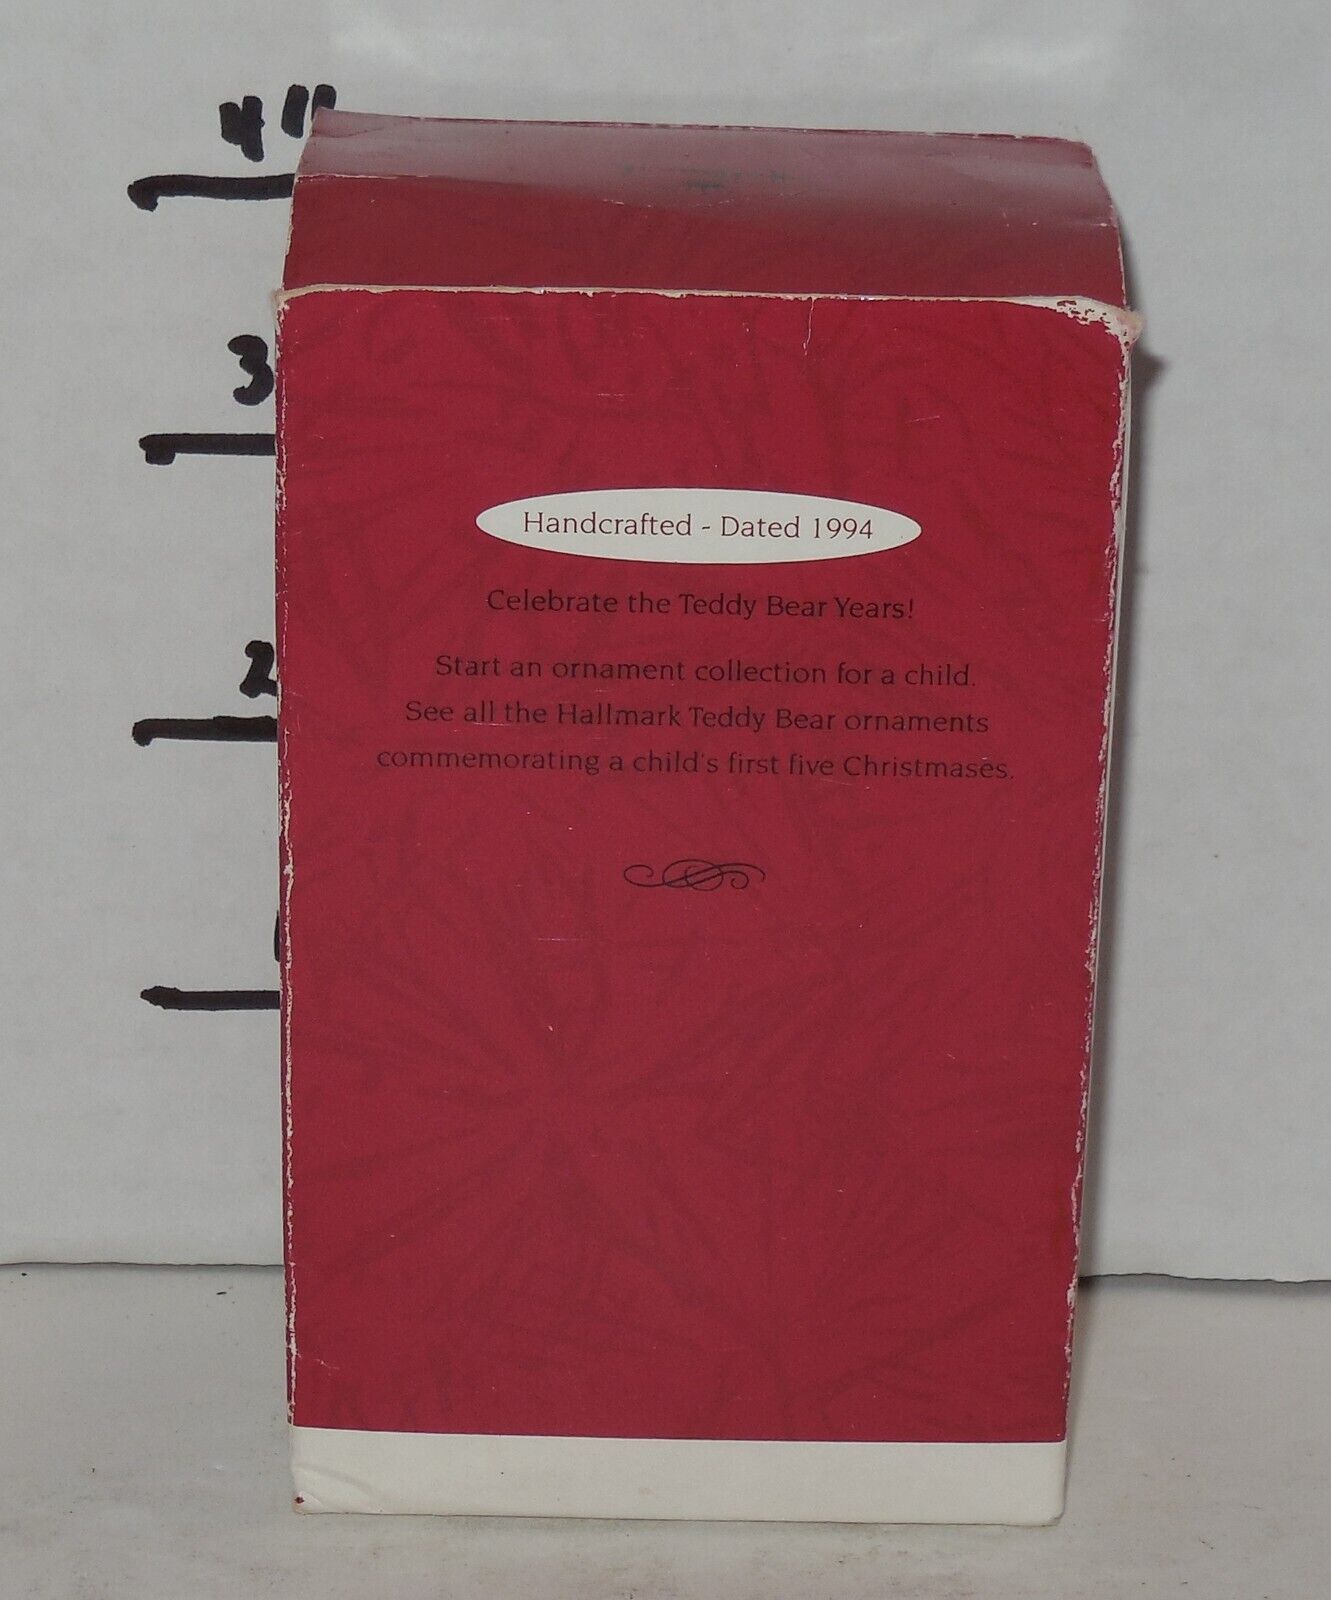 4"
3
2
Handcrafted - Dated 1994
Celebrate the Teddy Bear Years!
Start an ornament collection for a child.
See all the Hallmark Teddy Bear ornaments
commemorating a child's first five Christmases.